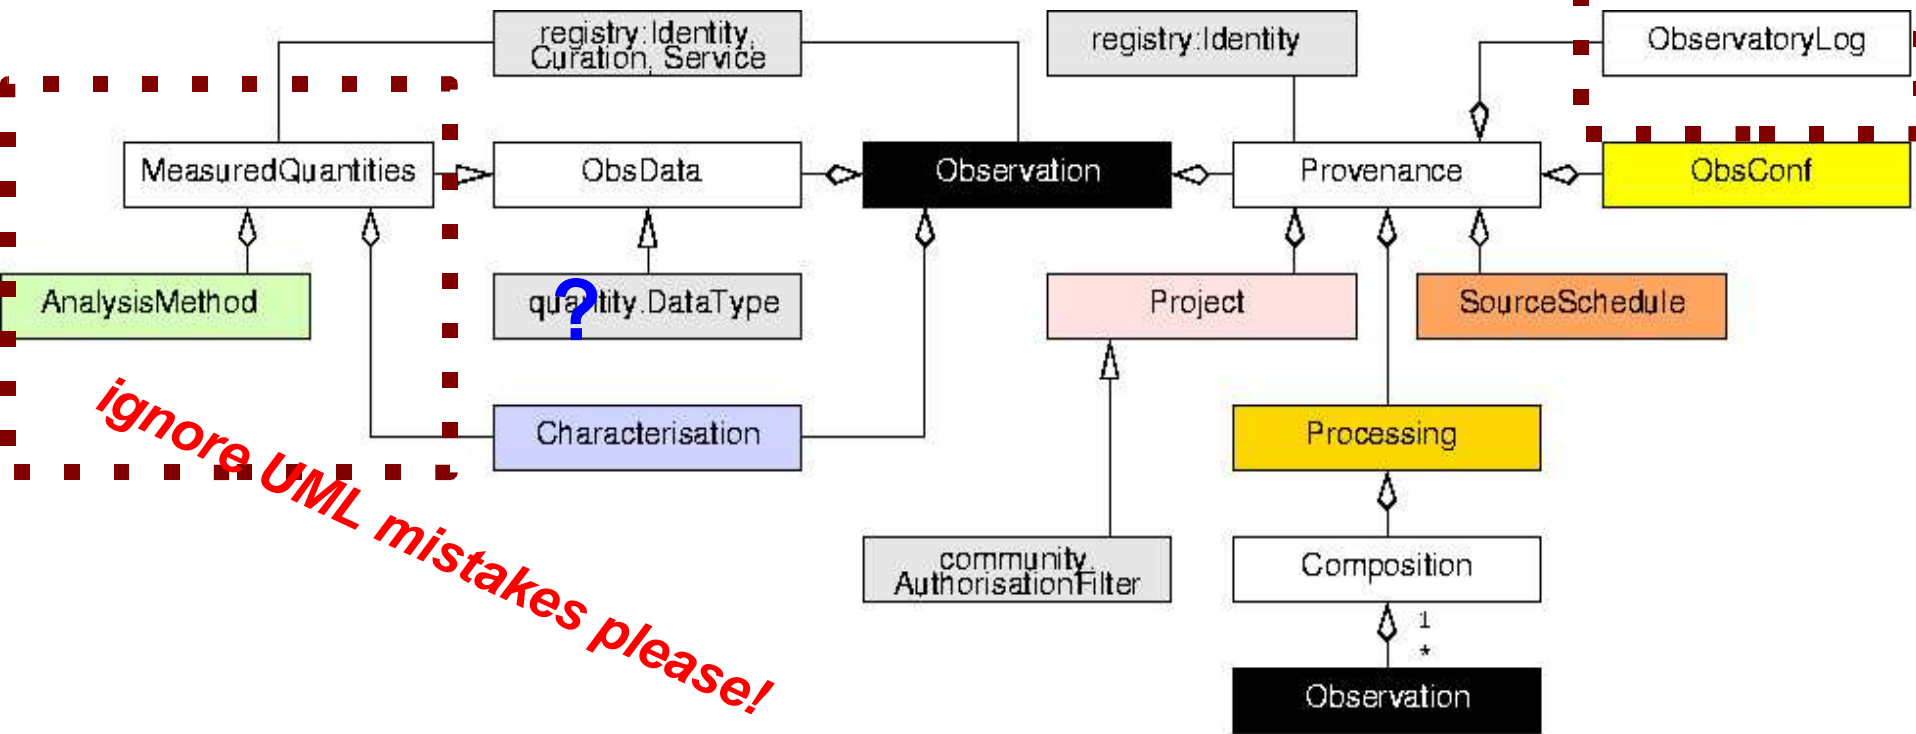 registry:Identity,
Curation, Service
registry:Identity
ObservatoryLog
MeasuredQuantities
ObsData
Observation
Provenance
ObsConf
AnalysisMethod
quantity.DataType
?
Project
SourceSchedule
Characterisation
Processing
ignore UML mistakes please!
community.
AuthorisationFilter
Composition
1
*
Observation